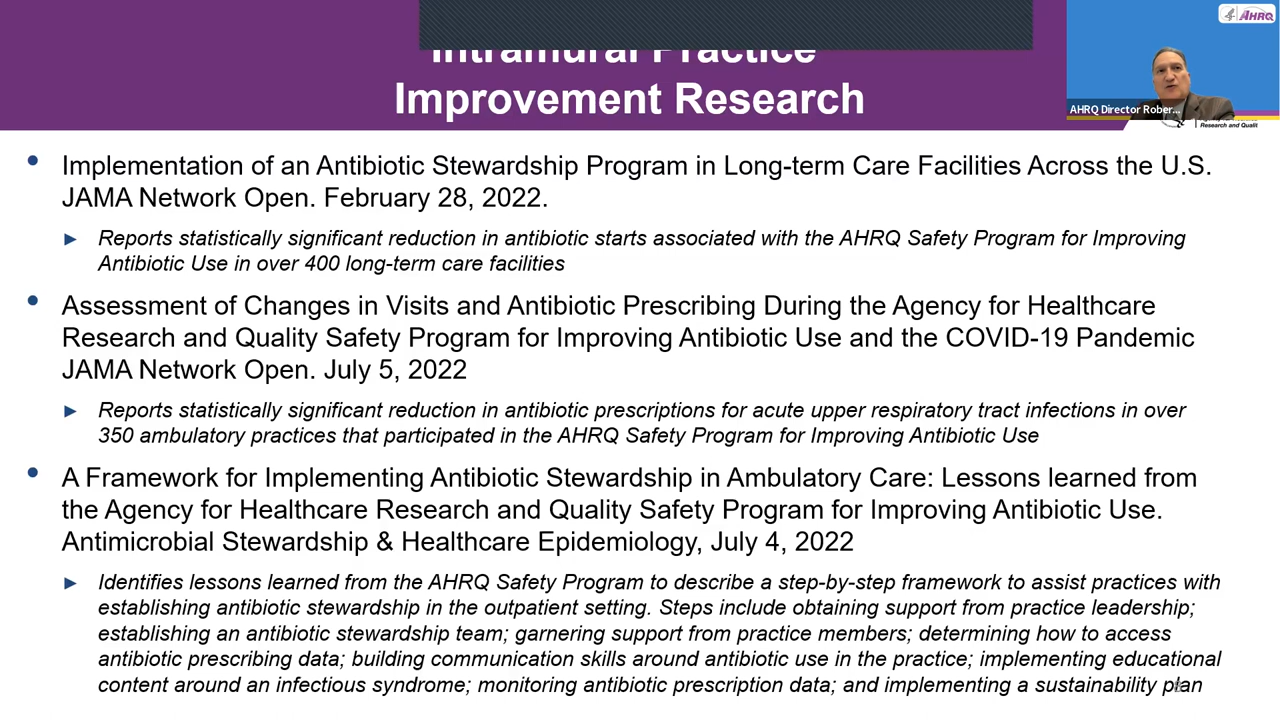 Intramural Practice
Improvement Research
AHRQ
AHRQ Director Rober...
Research and Qualit
• Implementation of an Antibiotic Stewardship Program in Long-term Care Facilities Across the U.S.
JAMA Network Open. February 28, 2022.
► Reports statistically significant reduction in antibiotic starts associated with the AHRQ Safety Program for Improving
Antibiotic Use in over 400 long-term care facilities
• Assessment of Changes in Visits and Antibiotic Prescribing During the Agency for Healthcare
Research and Quality Safety Program for Improving Antibiotic Use and the COVID-19 Pandemic
JAMA Network Open. July 5, 2022
► Reports statistically significant reduction in antibiotic prescriptions for acute upper respiratory tract infections in over
350 ambulatory practices that participated in the AHRQ Safety Program for Improving Antibiotic Use
• A Framework for Implementing Antibiotic Stewardship in Ambulatory Care: Lessons learned from
the Agency for Healthcare Research and Quality Safety Program for Improving Antibiotic Use.
Antimicrobial Stewardship & Healthcare Epidemiology, July 4, 2022
► Identifies lessons learned from the AHRQ Safety Program to describe a step-by-step framework to assist practices with
establishing antibiotic stewardship in the outpatient setting. Steps include obtaining support from practice leadership;
establishing an antibiotic stewardship team; garnering support from practice members; determining how to access
antibiotic prescribing data; building communication skills around antibiotic use in the practice; implementing educational
content around an infectious syndrome; monitoring antibiotic prescription data; and implementing a sustainability plan